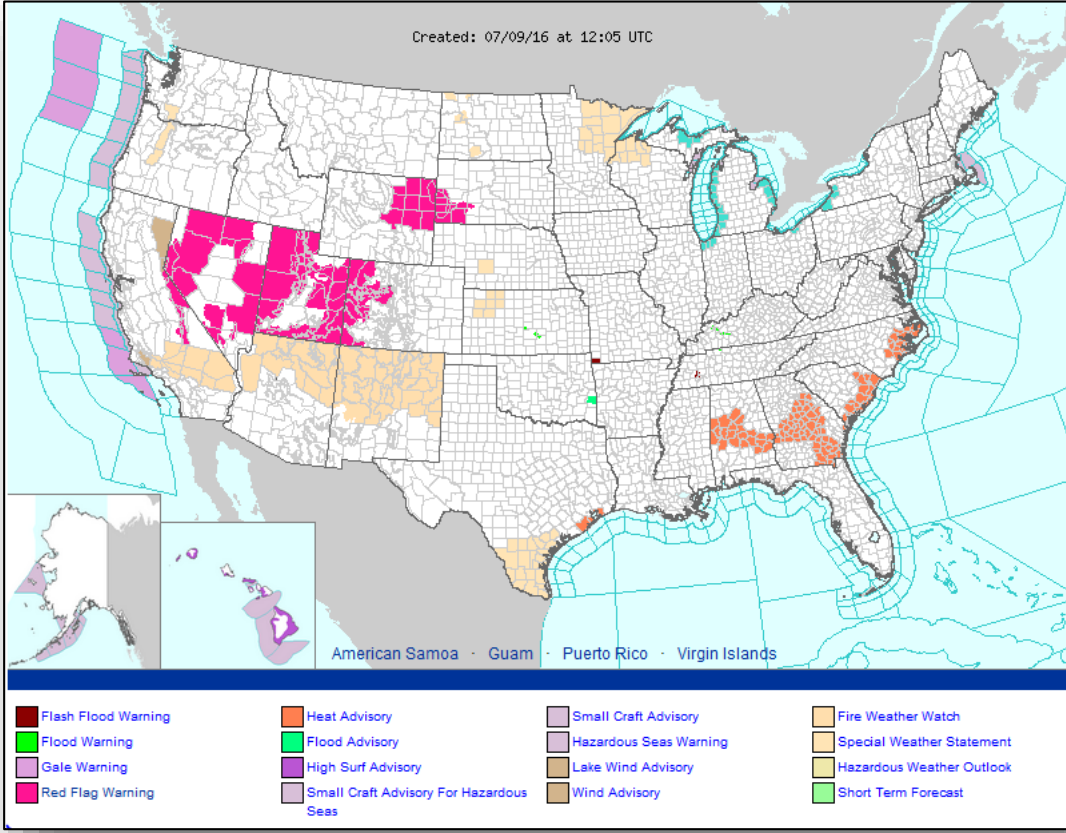 Created: 07/09/16 at 12:05 UTC
American Samoa · Guam · Puerto Rico · Virgin Islands
Flash Flood Warning
Heat Advisory
Small Craft Advisory
Fire Weather Watch
Flood Warning
Flood Advisory
Hazardous Seas Warning
Special Weather Statement
Gale Warning
High Surf Advisory
Lake Wind Advisory
Hazardous Weather Outlook
Red Flag Warning
Small Craft Advisory For Hazardous
Seas
Wind Advisory
Short Term Forecast